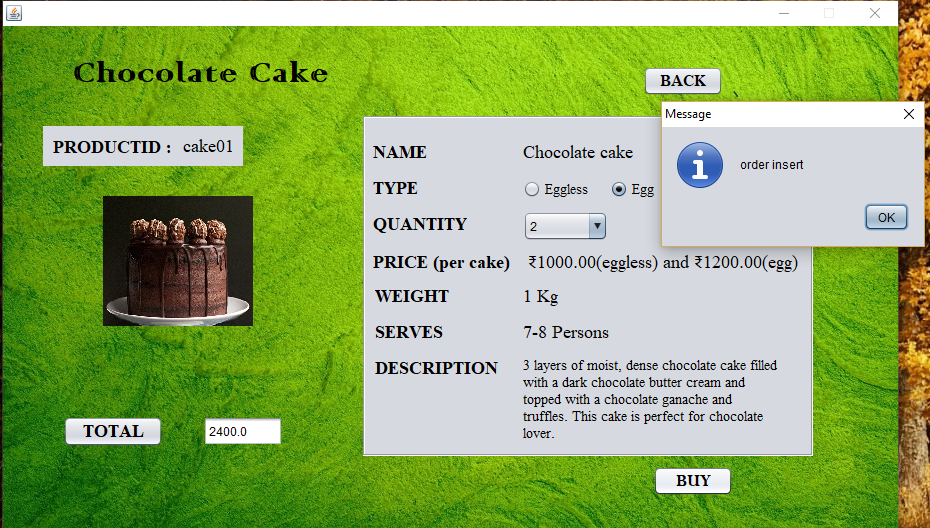 Chocolate Cake
BACK
Message
order insert
OK
PRODUCTID : cake01
NAME Chocolate cake
TYPE Eggless Egg
QUANTITY 2
PRICE (per cake) ₹1000.00(eggless) and ₹1200.00(egg)
WEIGHT 1 Kg
SERVES 7-8 Persons
DESCRIPTION 3 layers of moist, dense chocolate cake filled
with a dark chocolate butter cream and
topped with a chocolate ganache and
truffles. This cake is perfect for chocolate
lover.
TOTAL 2400.0
BUY